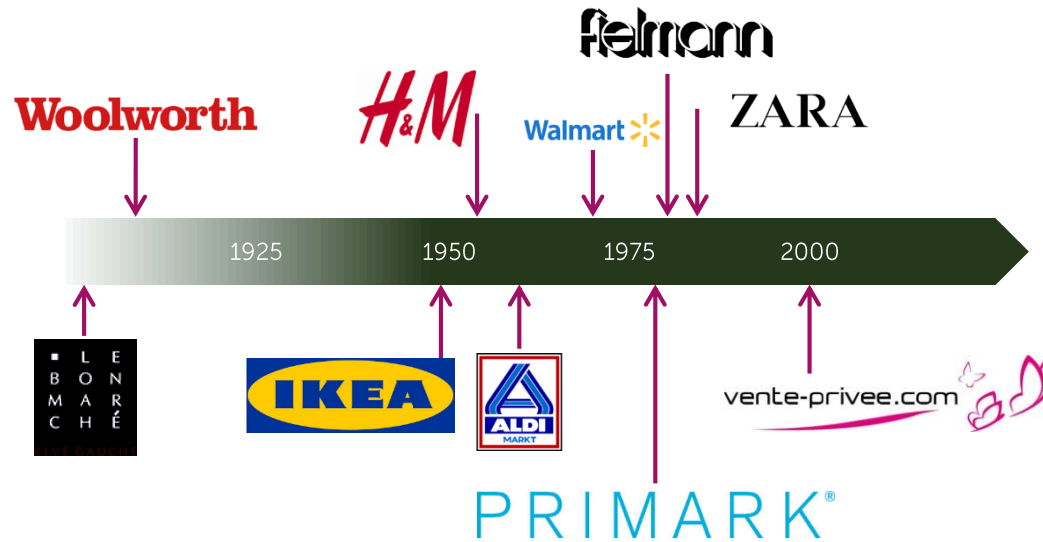 fielmann
Woolworth
H&M
Walmart
ZARA
1925 1950 1975 2000
L E
B O N
M A R
C H É
RIVE GAUCHE
IKEA
ALDI
MARKT
vente-privee.com
PRIMARK®